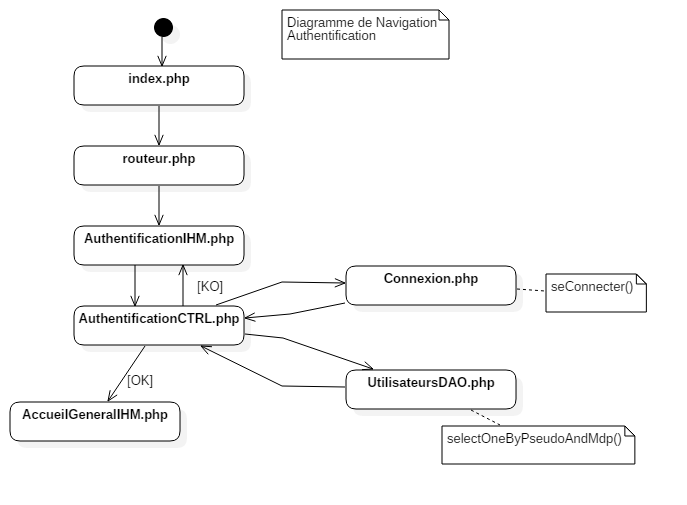 Diagramme de Navigation
Authentification
index.php
routeur.php
AuthentificationIHM.php
[KO]
Connexion.php
seConnecter()
AuthentificationCTRL.php
[OK]
UtilisateursDAO.php
AccueilGeneralIHM.php
selectOneByPseudoAndMdp()